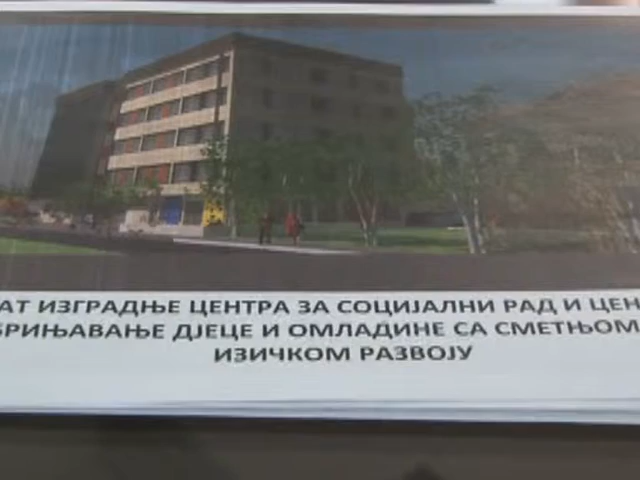 АТ ИЗГРАДЊЕ ЦЕНТРА ЗА СОЦИЈАЛНИ РАД И ЦЕН
БРИЊАВАЊЕ ДЈЕЦЕ И ОМЛАДИНЕ СА СМЕТЊОМ
ИЗИЧКОМ РАЗВОЈУ